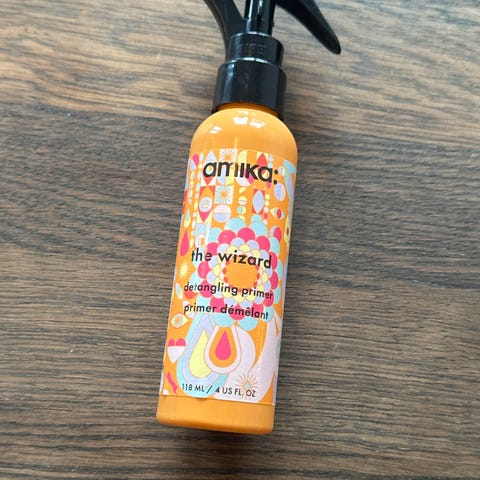 amika:
the wizard
detangling primer
primer démêlant
118 ML / 4 US FL OZ